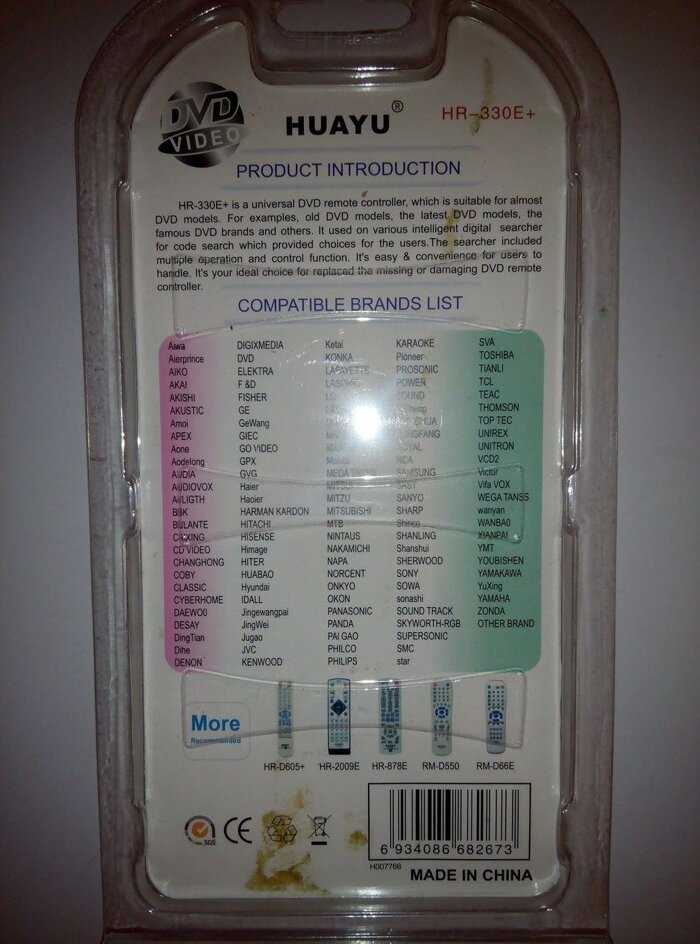 DVD
VIDEO
HUAYU®
HR-330E+
PRODUCT INTRODUCTION
HR-330E+ is a universal DVD remote controller, which is suitable for almost
DVD models. For examples, old DVD models, the latest DVD models, the
famous DVD brands and others. It used on various intelligent digital searcher
for code search which provided choices for the users.The searcher included
multiple operation and control function. It's easy & convenience for users to
handle. It's your ideal choice for replaced the missing or damaging DVD remote
controller.
COMPATIBLE BRANDS LIST
Aiwa
Aierprince
AIKO
AKAI
AKISHI
AKUSTIC
Amoi
APEX
Aone
Aodelong
AUDIA
AUDIOVOX
AWLIGTH
BBK
BULANTE
CAXING
CD VIDEO
CHANGHONG
COBY
CLASSIC
CYBERHOME
DAEWOO
DESAY
DingTian
Dihe
DENON
DIGIXMEDIA
DVD
ELEKTRA
F &D
FISHER
GE
GeWang
GIEC
GO VIDEO
GPX
GVG
Haier
Haoier
HARMAN KARDON
HITACHI
HISENSE
Himage
HITER
HUABAO
Hyundai
IDALL
Jingewangpai
JingWei
Jugao
JVC
KENWOOD
Ketai
KONKA
LAFAYETTE
MITZU
MITSUBISHI
MTB
NINTAUS
NAKAMICHI
NAPA
NORCENT
ONKYO
OKON
PANASONIC
PANDA
PAI GAO
PHILCO
PHILIPS
KARAOKE
Pioneer
PROSONIC
POWER
SOUND
ROYAL
RCA
SAMSUNG
SAST
SANYO
SHARP
Shinco
SHANLING
Shanshui
SHERWOOD
SONY
SOWA
sonashi
SOUND TRACK
SKYWORTH-RGB
SUPERSONIC
SMC
star
SVA
TOSHIBA
TIANLI
TCL
TEAC
THOMSON
TOP TEC
UNIREX
UNITRON
VCD2
Victor
Vifa VOX
WEGA TANSS
wanyan
WANBAO
XIANPAI
YMT
YOUBISHEN
YAMAKAWA
YuXing
YAMAHA
ZONDA
OTHER BRAND
More
Recommended
HR-D605+
HR-2009E
HR-878E
RM-D550
RM-D66E
SGS
CE
6 934086 682673
H007766
MADE IN CHINA